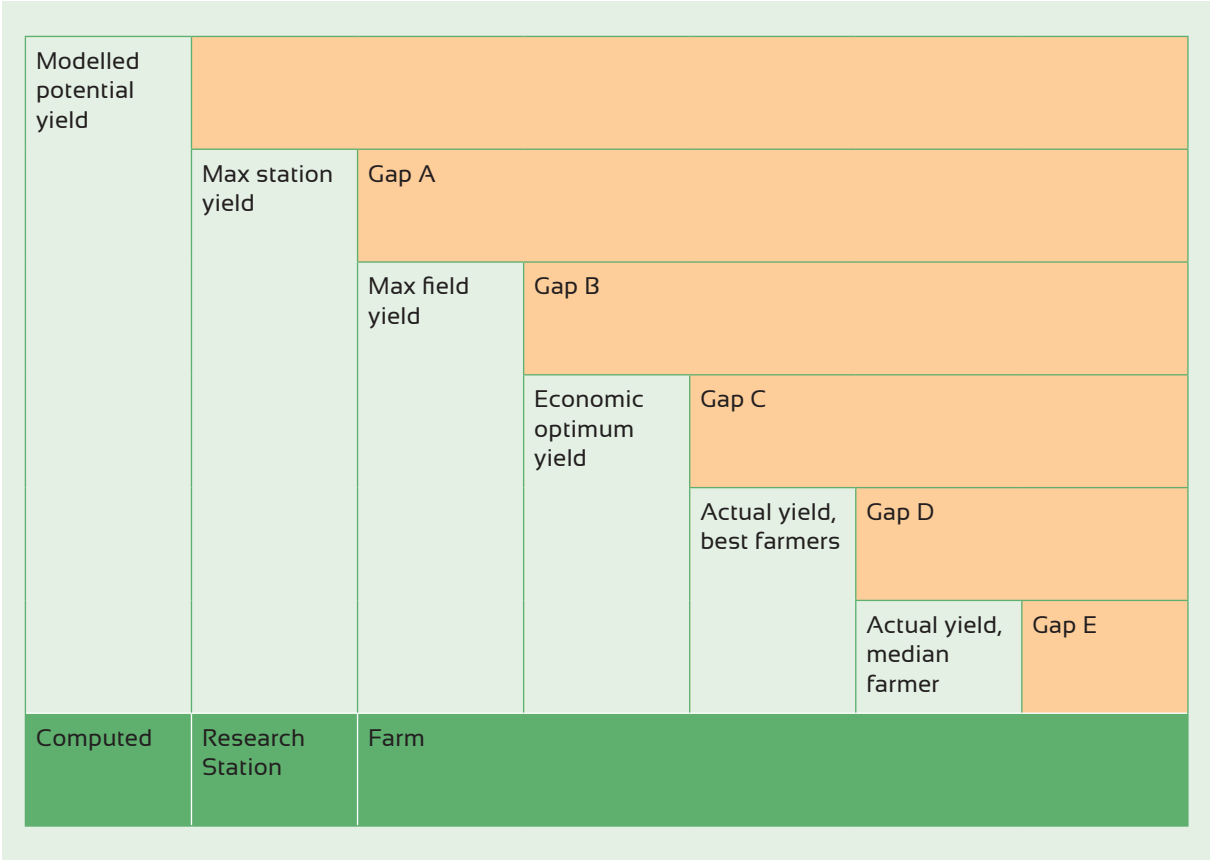 Modelled
potential
yield
Max station
yield
Gap A
Max field
yield
Gap B
Economic
optimum
yield
Gap C
Actual yield,
best farmers
Gap D
Actual yield,
median
farmer
Gap E
Computed
Research
Station
Farm